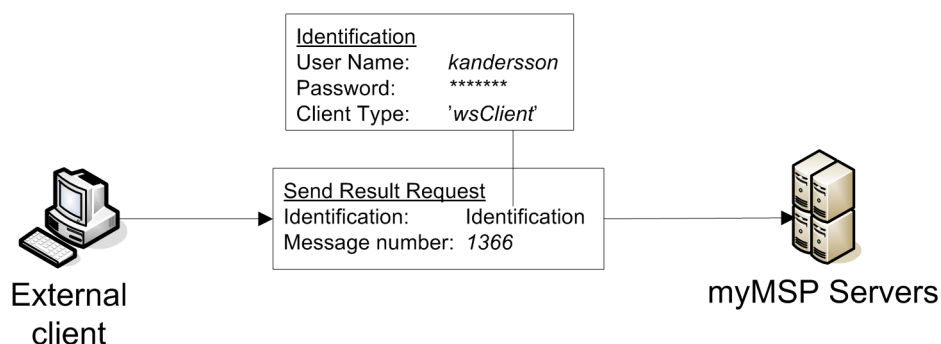 Identification
User Name: kandersson
Password: *******
Client Type: 'wsClient'
Send Result Request
Identification: Identification
Message number: 1366
External
client
myMSP Servers